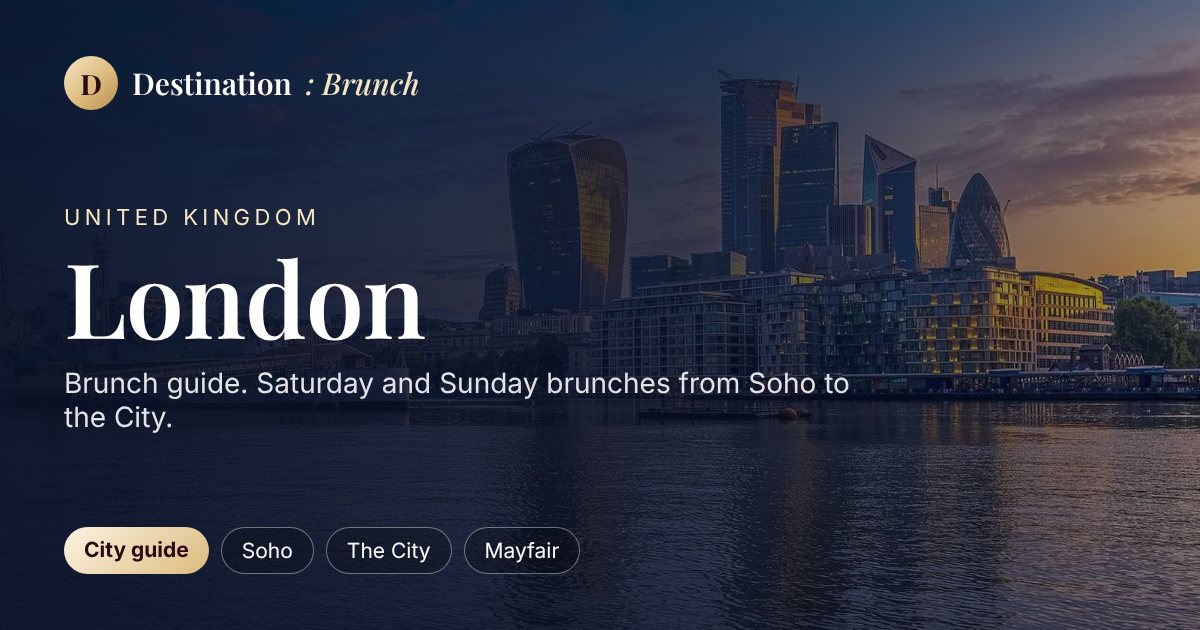 D Destination : Brunch
UNITED KINGDOM
London
Brunch guide. Saturday and Sunday brunches from Soho to
the City.
City guide Soho The City Mayfair